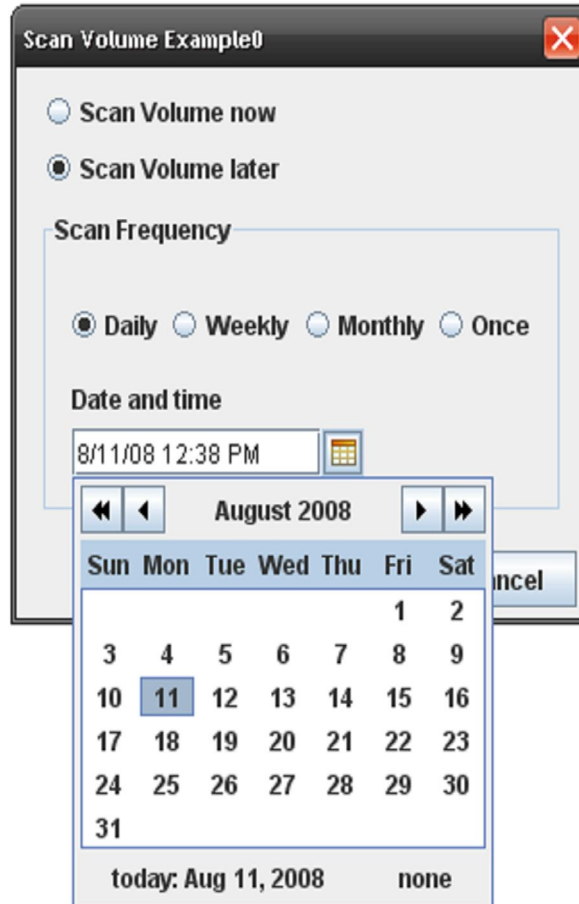 Scan Volume Example0
Scan Volume now
Scan Volume later
Scan Frequency
Daily Weekly Monthly Once
Date and time
8/11/08 12:38 PM
August 2008
Sun Mon Tue Wed Thu Fri Sat
1 2
3 4 5 6 7 8 9
10 11 12 13 14 15 16
17 18 19 20 21 22 23
24 25 26 27 28 29 30
31
today: Aug 11, 2008 none